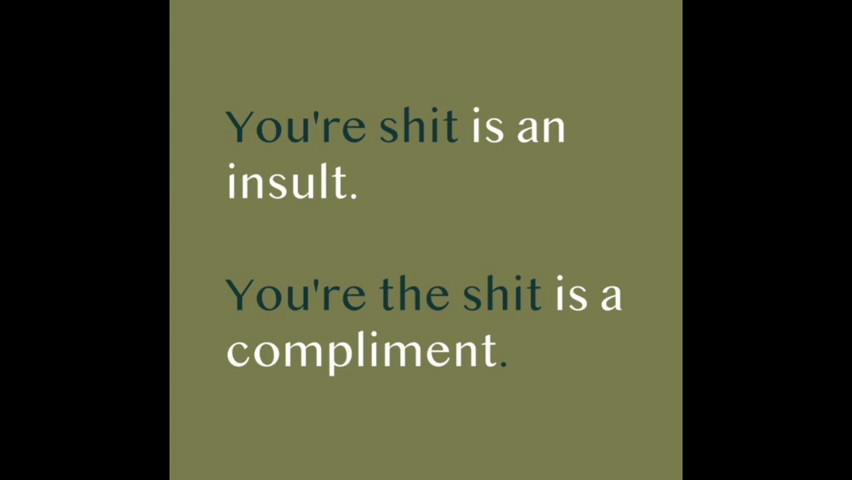 You're shit is an
insult.
You're the shit is a
compliment.